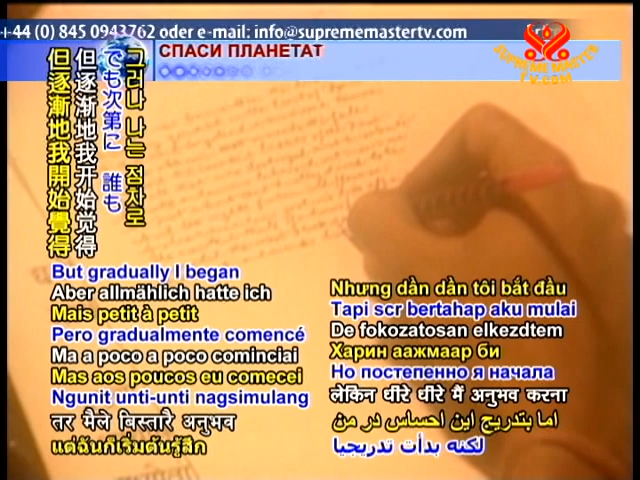 +44 (0) 845 0943762 oder e-mail: info@suprememastertv.com
СПАСИ ПЛАНЕТАТ
SUPREME MASTER
TV.COM
但逐漸地我開始覺得
但逐渐地我开始觉得
でも次第に 誰も
그러나 나는 점차로
But gradually I began
Aber allmählich hatte ich
Mais petit à petit
Pero gradualmente comencé
Ma a poco a poco cominciai
Mas aos poucos eu comecei
Ngunit unti-unti nagsimulang
तर मैले बिस्तारै अनुभव
แต่ฉันก็เริ่มต้นรู้สึก
Nhưng dần dần tôi bắt đầu
Tapi scr bertahap aku mulai
De fokozatosan elkezdtem
Харин аажмаар би
Но постепенно я начала
लेकिन धीरे धीरे मैं अनुभव करना
اما بتدریج این احساس در من
لكنه بدأت تدريجيا